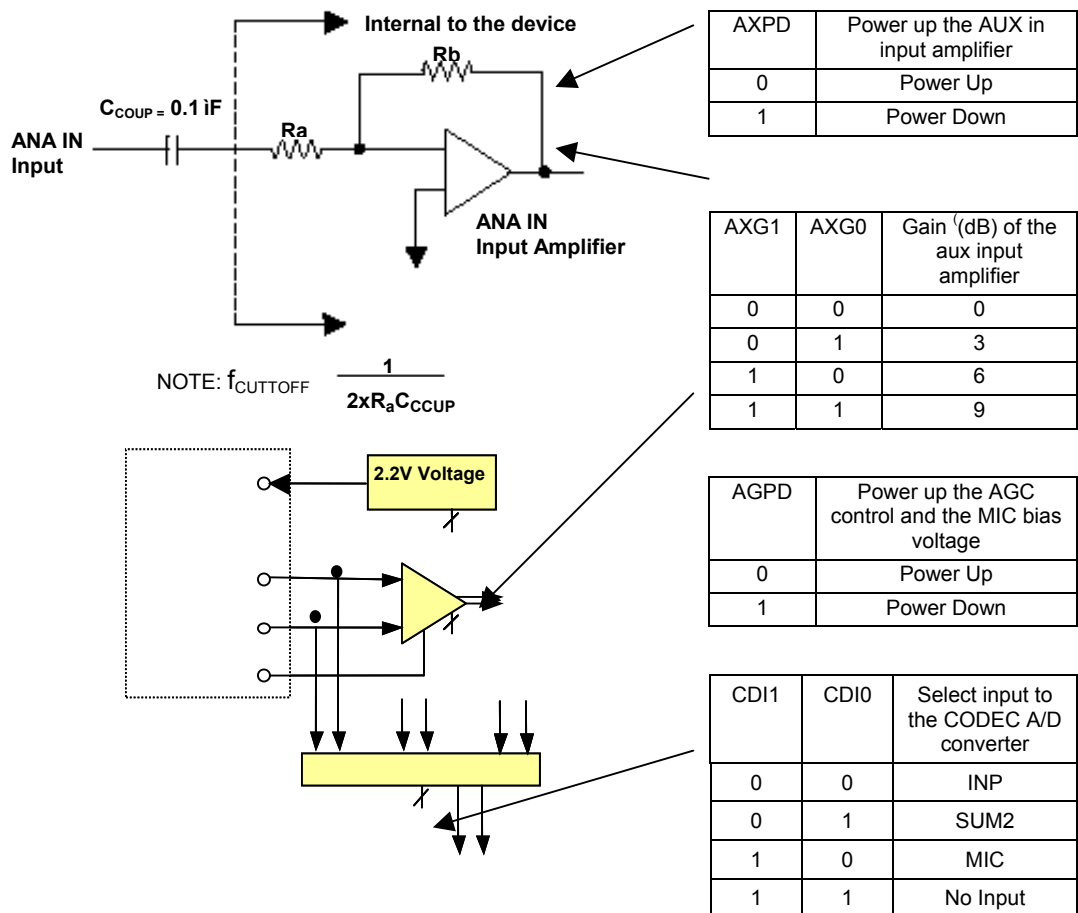 Internal to the device
Rb
C_COUP = 0.1 ìF
Ra
ANA IN
Input
ANA IN
Input Amplifier
NOTE: f_CUTTOFF 1
2xR_aC_CCUP
2.2V Voltage
AXPD Power up the AUX in
input amplifier
0 Power Up
1 Power Down
AXG1 AXG0 Gain ⁽(dB) of the
aux input
amplifier
0 0 0
0 1 3
1 0 6
1 1 9
AGPD Power up the AGC
control and the MIC bias
voltage
0 Power Up
1 Power Down
CDI1 CDI0 Select input to
the CODEC A/D
converter
0 0 INP
0 1 SUM2
1 0 MIC
1 1 No Input